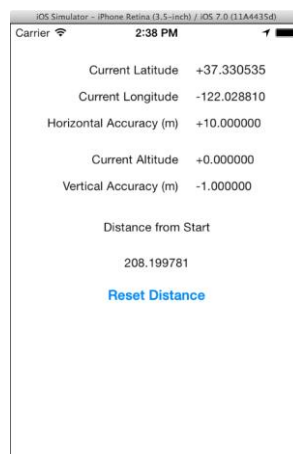 iOS Simulator - iPhone Retina (3.5-inch) / iOS 7.0 (11A4435d)
Carrier 2:38 PM
Current Latitude +37.330535
Current Longitude -122.028810
Horizontal Accuracy (m) +10.000000
Current Altitude +0.000000
Vertical Accuracy (m) -1.000000
Distance from Start
208.199781
Reset Distance